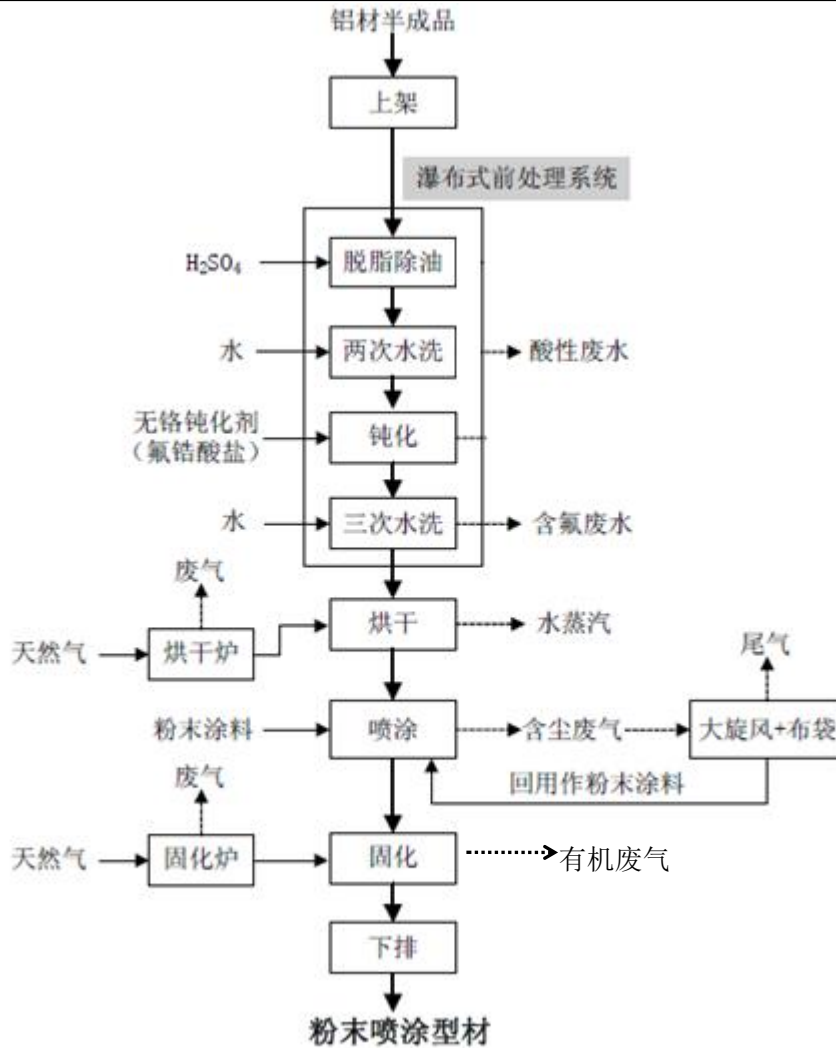 铝材半成品
上架
瀑布式前处理系统
H₂SO₄
脱脂除油
水
两次水洗
酸性废水
无铬钝化剂
（氟锆酸盐）
钝化
水
三次水洗
含氟废水
废气
天然气
烘干炉
烘干
水蒸汽
尾气
粉末涂料
喷涂
含尘废气
大旋风+布袋
回用作粉末涂料
废气
天然气
固化炉
固化
有机废气
下排
粉末喷涂型材